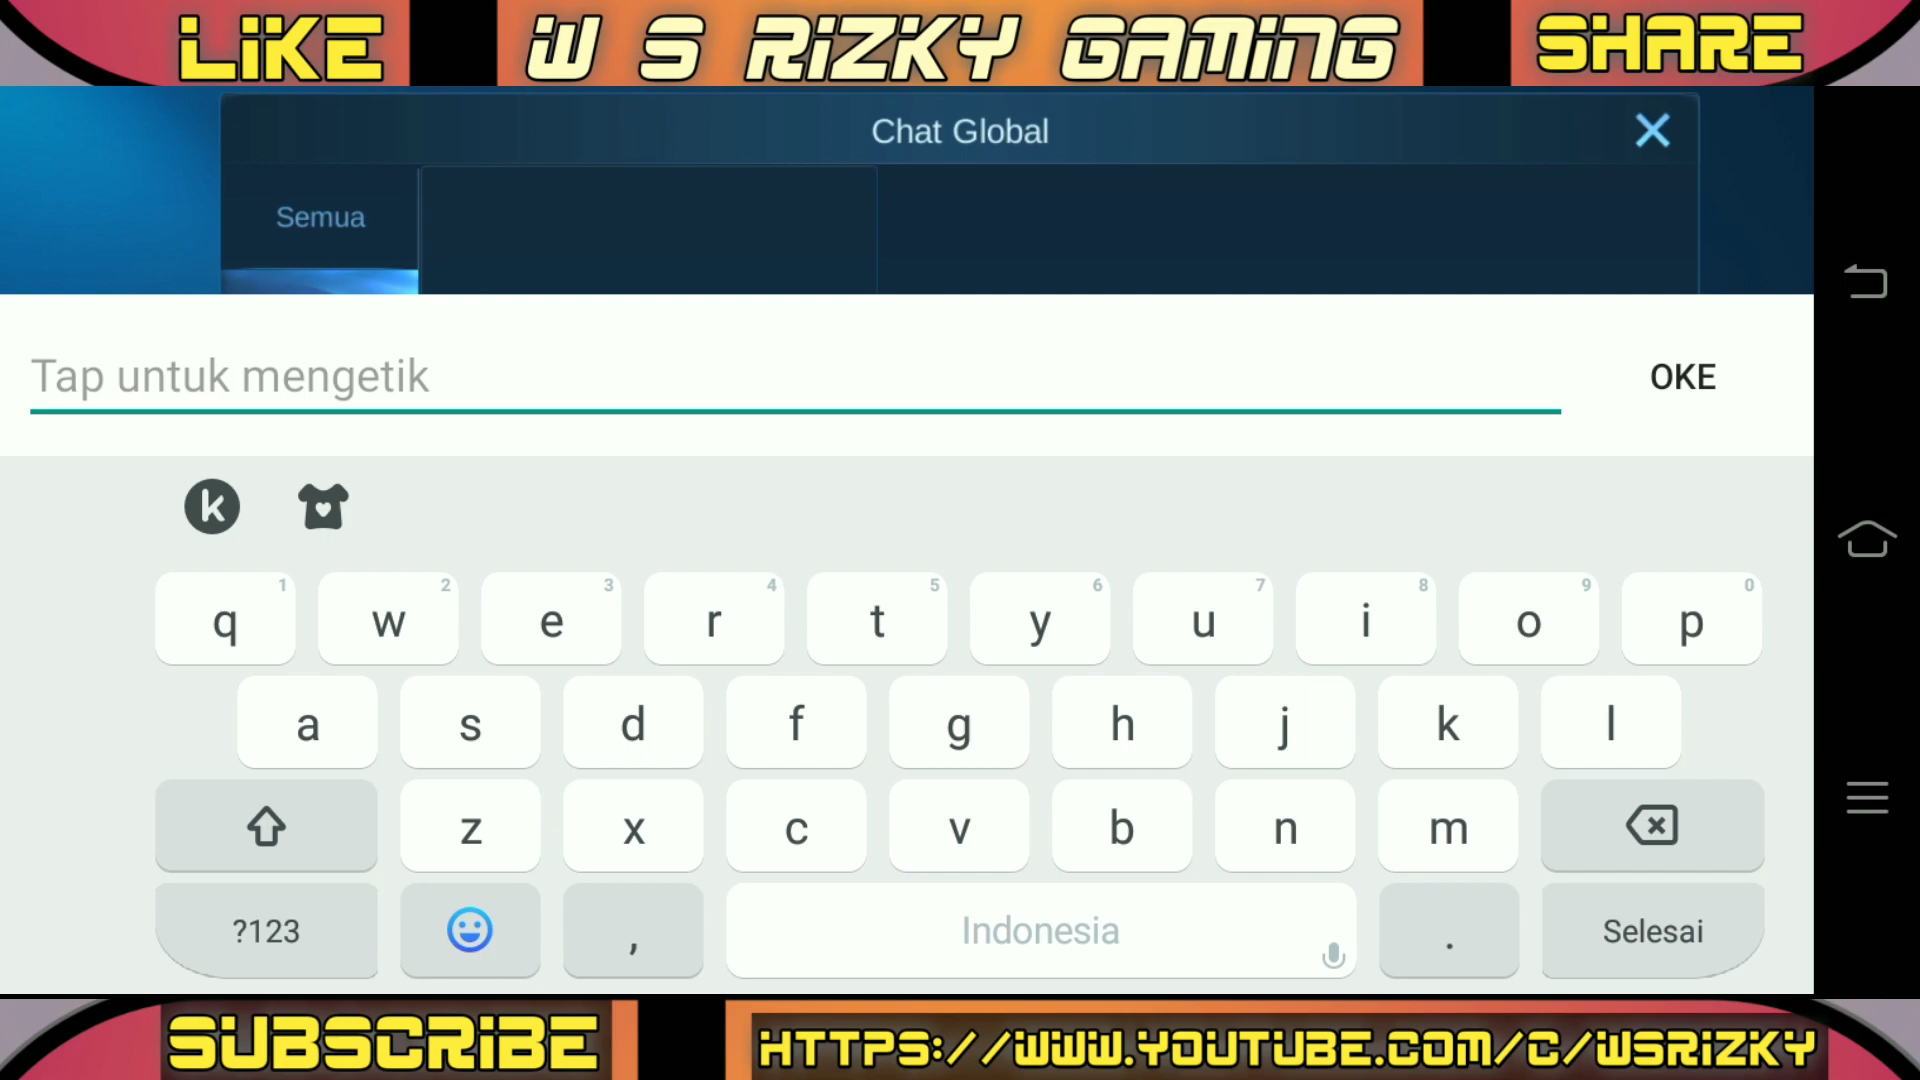 LIKE
W S RIZKY GAMING
SHARE
Chat Global
Semua
Tap untuk mengetik
OKE
k
q 1 w 2 e 3 r 4 t 5 y 6 u 7 i 8 o 9 p 0
a s d f g h j k l
z x c v b n m
?123 , Indonesia . Selesai
SUBSCRIBE
HTTPS://WWW.YOUTUBE.COM/C/WSRIZKY